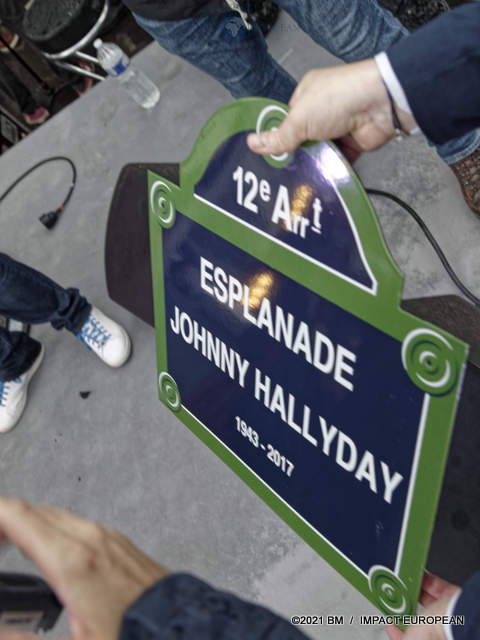 12e Arrt
ESPLANADE
JOHNNY HALLYDAY
1943 - 2017
©2021 BM / IMPACT EUROPEAN